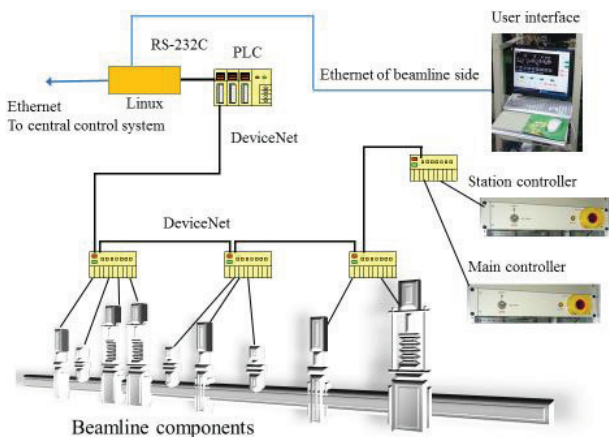 User interface
RS-232C
PLC
Ethernet of beamline side
Ethernet
To central control system
Linux
DeviceNet
Station controller
DeviceNet
Main controller
Beamline components